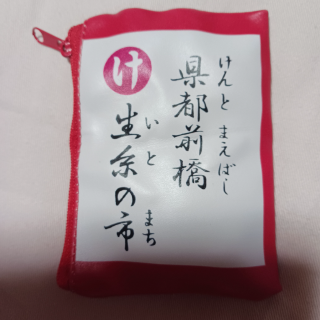 けんと まえばし
県都前橋
け
生糸の市
いと まち